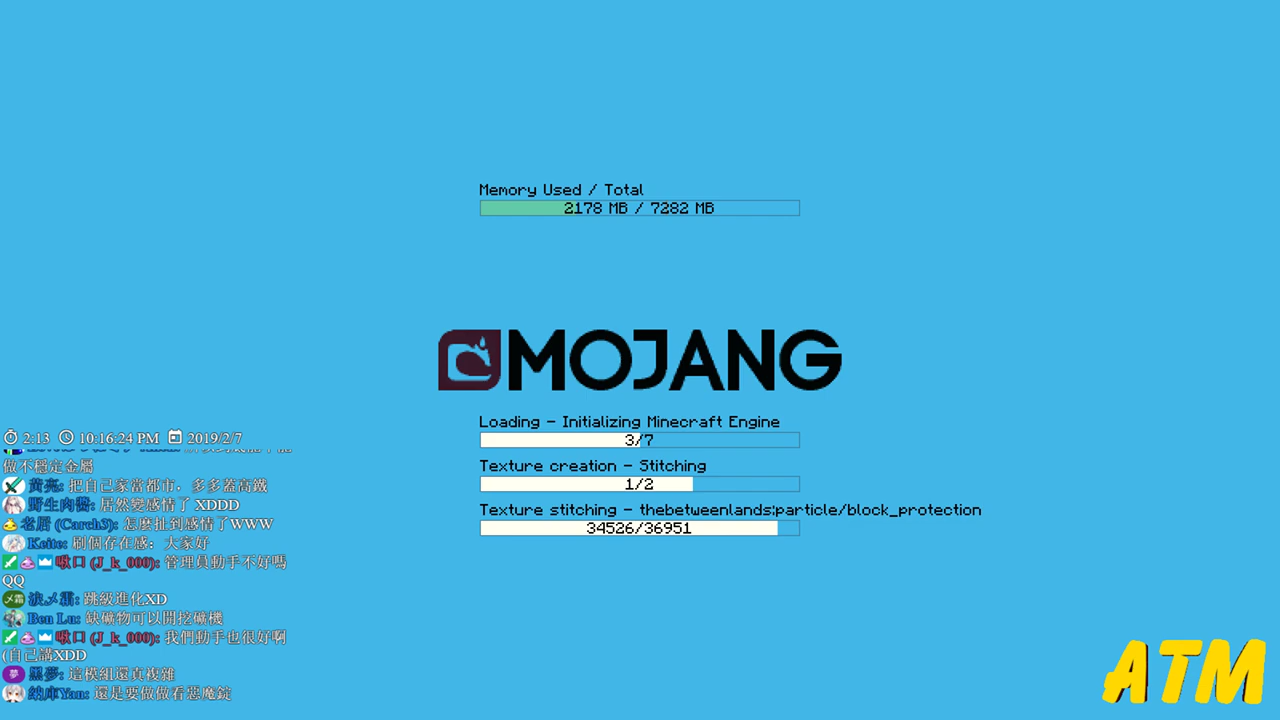 Memory Used / Total
2178 MB / 7282 MB
MOJANG
Loading - Initializing Minecraft Engine
3/7
Texture creation - Stitching
1/2
Texture stitching - thebetweenlands:particle/block_protection
34526/36951
2:13 10:16:24 PM 2019/2/7
做不穩定金屬
黃亮: 把自己家當都市，多多蓋高鐵
野生肉醬: 居然變感情了 XDDD
老厝 (Carch3): 怎麼扯到感情了WWW
Keite: 刷個存在感：大家好
啾口 (J_k_000): 管理員動手不好嗎
QQ
波メ霜: 跳級進化XD
Ben Lu: 缺礦物可以開挖礦機
啾口 (J_k_000): 我們動手也很好啊
(自己講XDD
黑夢: 這模組還真複雜
納庫Yan: 還是要做做看惡魔錠
ATM